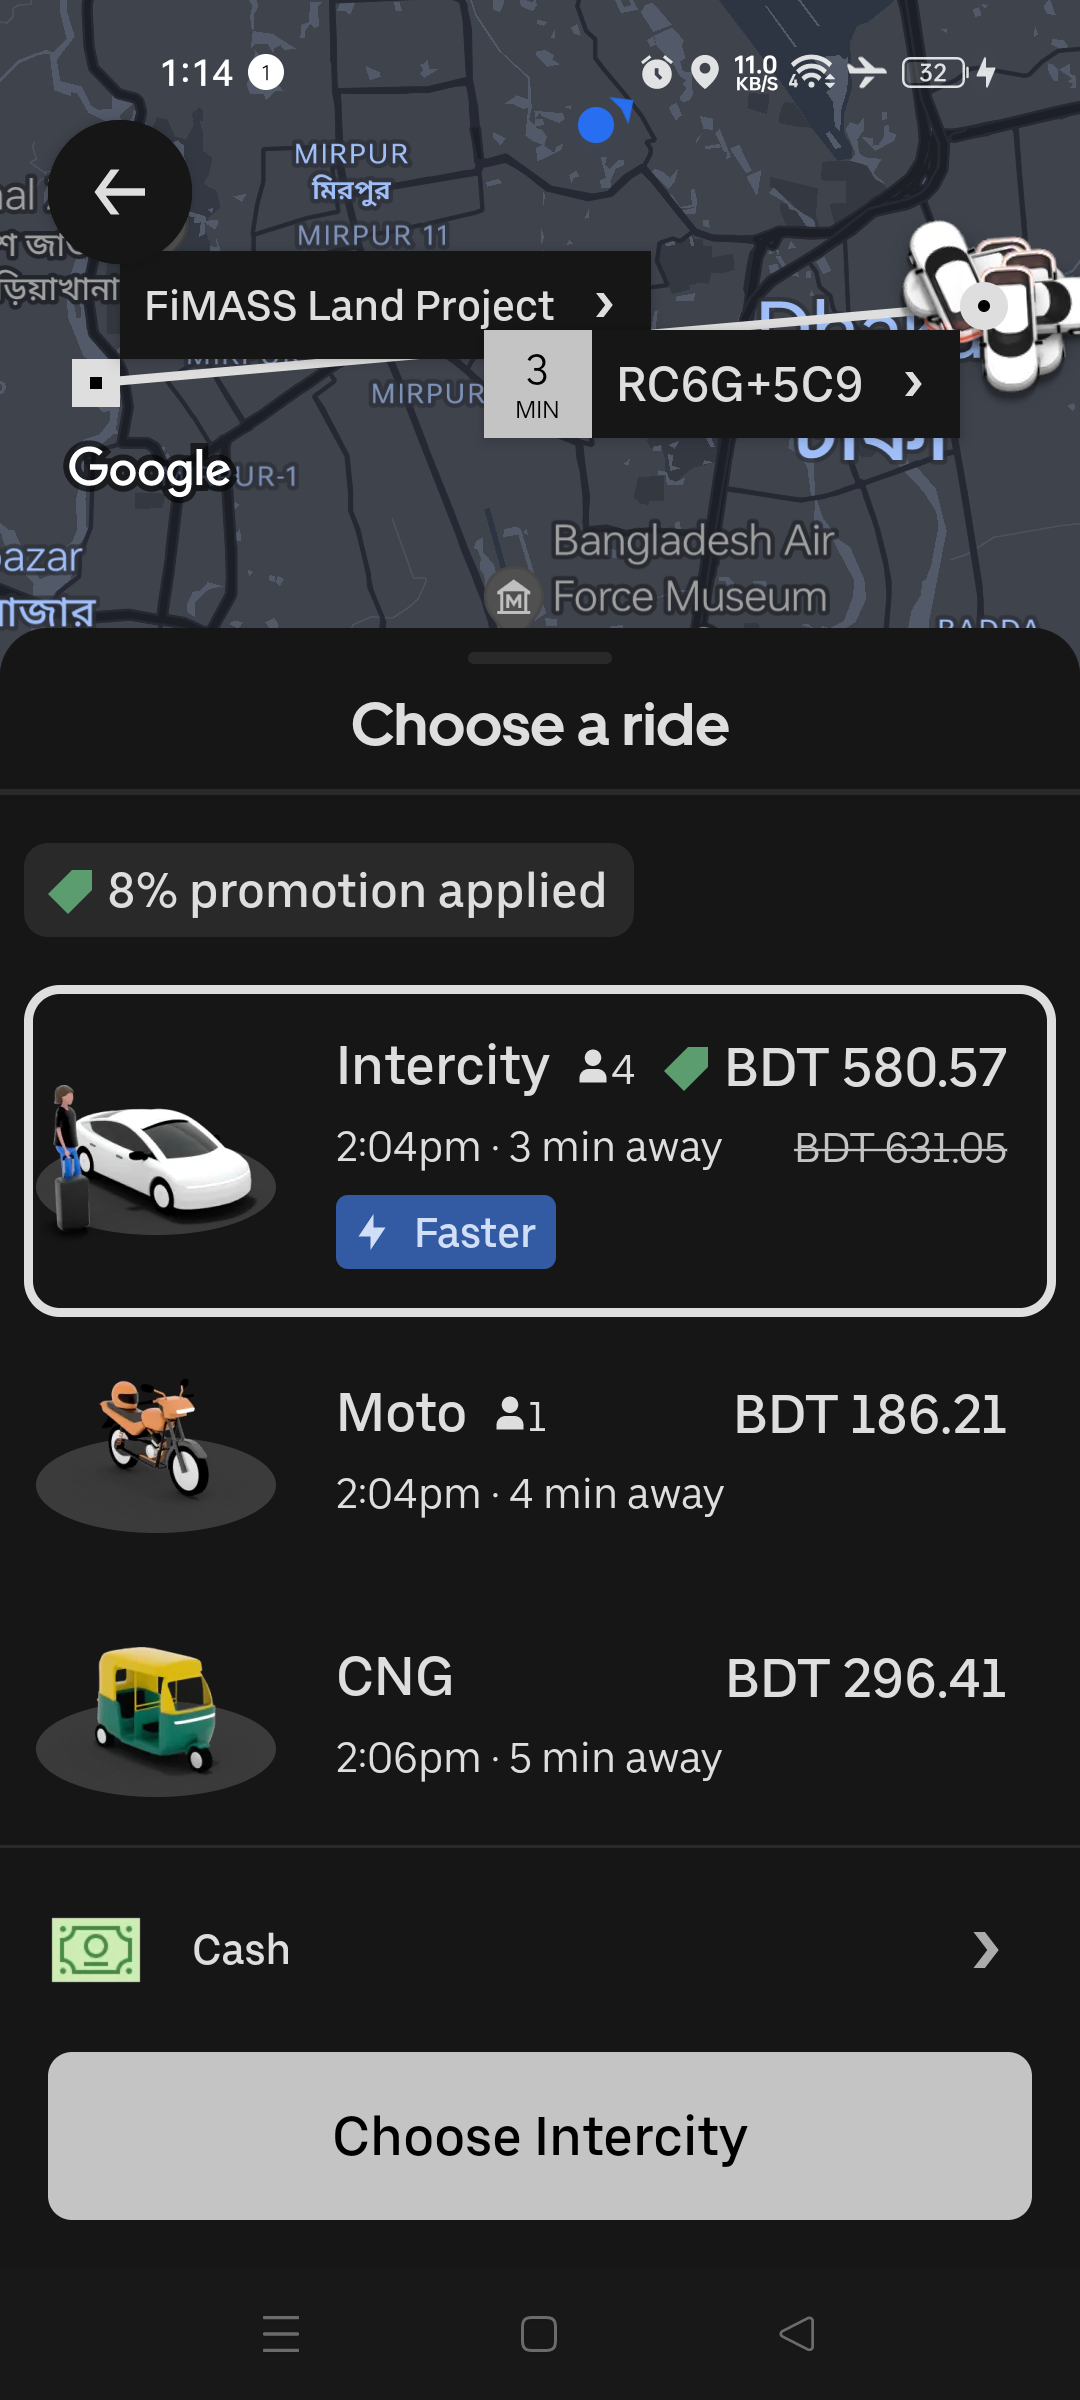 1:14 1 11.0 KB/S 4 32
MIRPUR
মিরপুর
MIRPUR 11
FiMASS Land Project
3 MIN
RC6G+5C9
MIRPUR
Google
Bangladesh Air
Force Museum
Choose a ride
8% promotion applied
Intercity 4 BDT 580.57
2:04pm · 3 min away BDT 631.05
Faster
Moto 1 BDT 186.21
2:04pm · 4 min away
CNG BDT 296.41
2:06pm · 5 min away
Cash
Choose Intercity